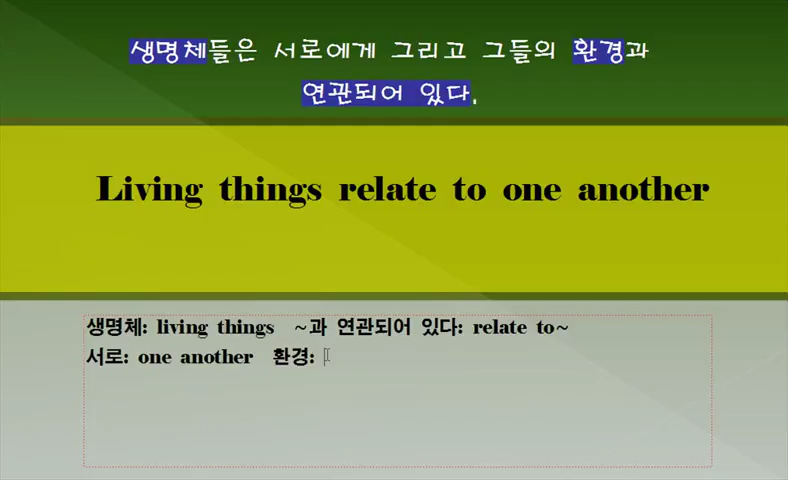 생명체들은 서로에게 그리고 그들의 환경과
연관되어 있다.
Living things relate to one another
생명체: living things ~과 연관되어 있다: relate to~
서로: one another 환경: